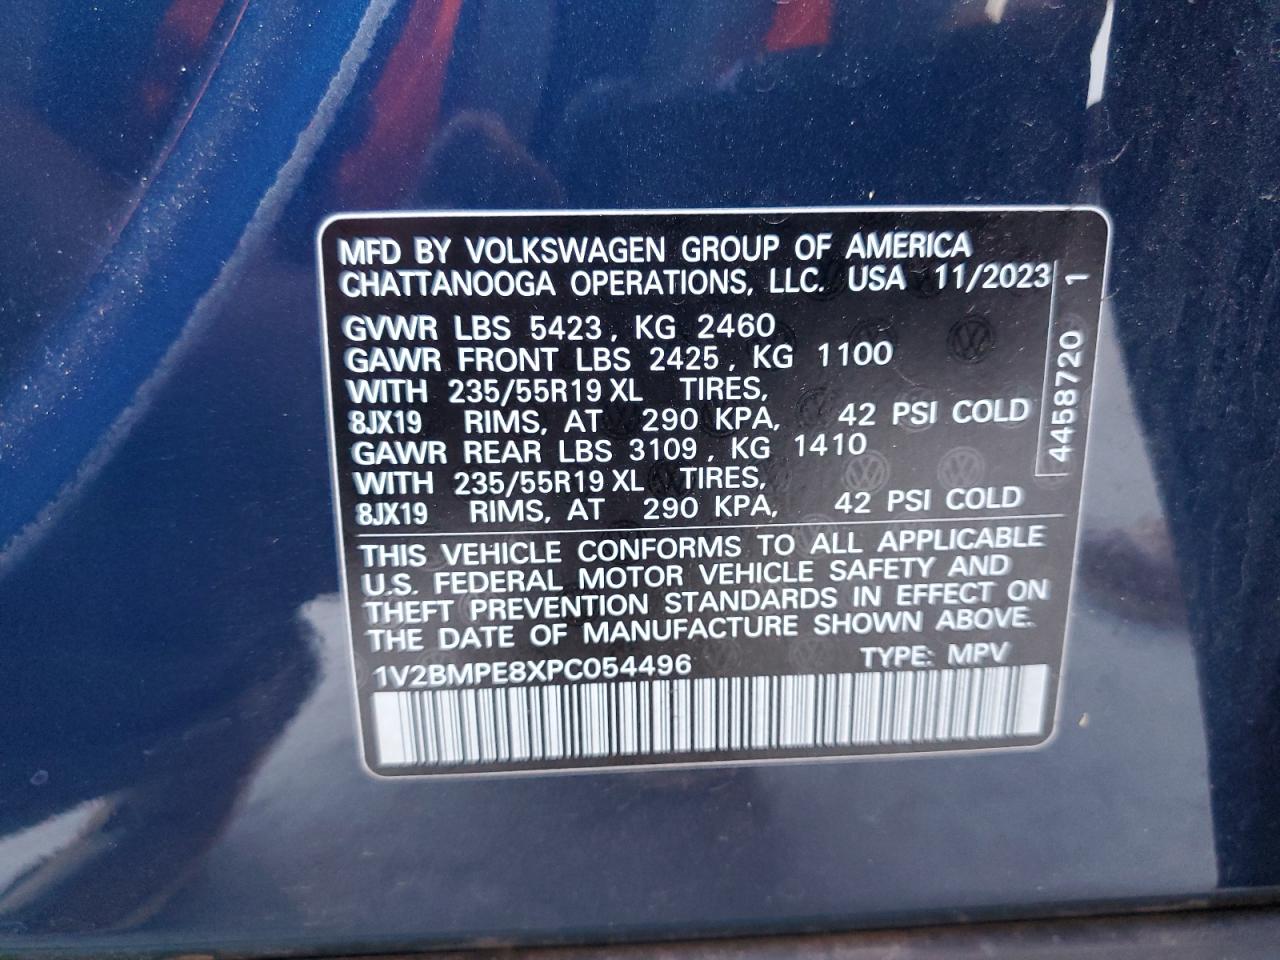 MFD BY VOLKSWAGEN GROUP OF AMERICA
CHATTANOOGA OPERATIONS, LLC. USA 11/2023
GVWR LBS 5423, KG 2460
GAWR FRONT LBS 2425, KG 1100
WITH 235/55R19 XL TIRES,
8JX19 RIMS, AT 290 KPA, 42 PSI COLD
GAWR REAR LBS 3109, KG 1410
WITH 235/55R19 XL TIRES,
8JX19 RIMS, AT 290 KPA, 42 PSI COLD
THIS VEHICLE CONFORMS TO ALL APPLICABLE
U.S. FEDERAL MOTOR VEHICLE SAFETY AND
THEFT PREVENTION STANDARDS IN EFFECT ON
THE DATE OF MANUFACTURE SHOWN ABOVE.
1V2BMPE8XPC054496 TYPE: MPV
4458720 1